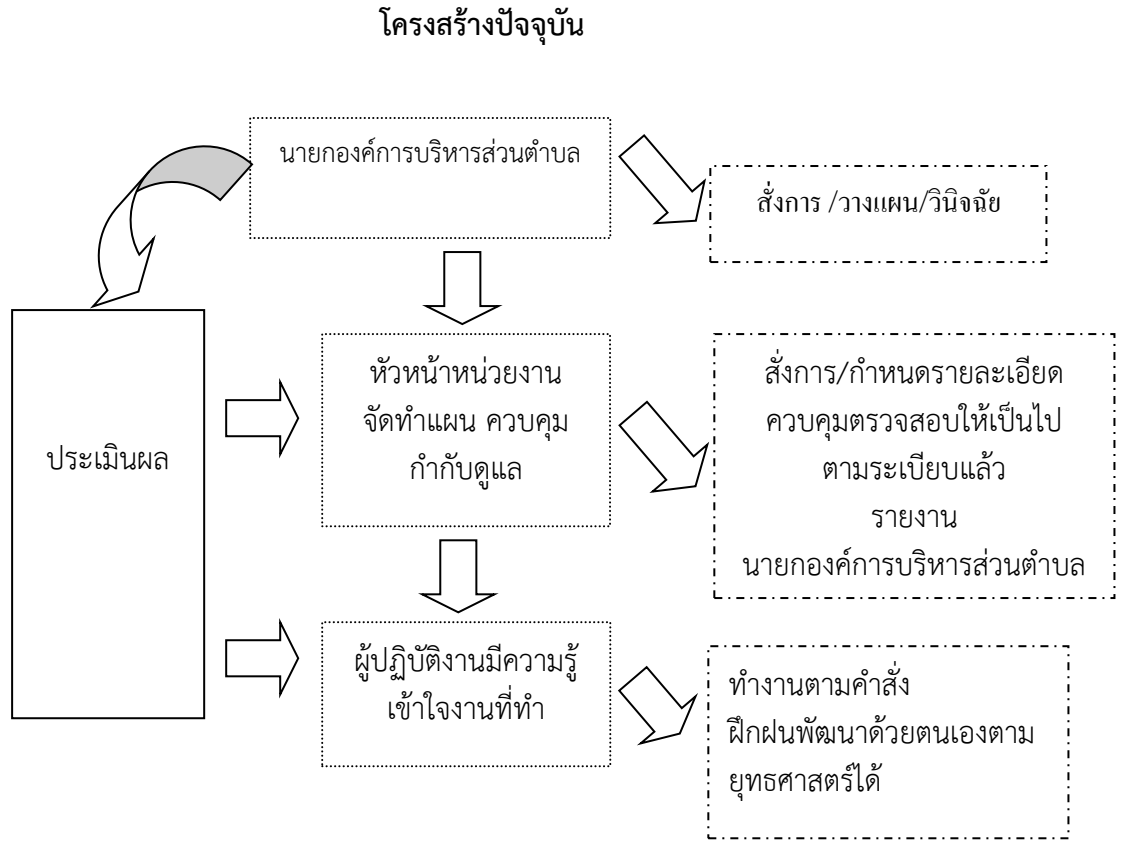 โครงสร้างปัจจุบัน
นายกองค์การบริหารส่วนตำบล
สั่งการ /วางแผน/วินิจฉัย
ประเมินผล
หัวหน้าหน่วยงาน
จัดทำแผน ควบคุม
กำกับดูแล
สั่งการ/กำหนดรายละเอียด
ควบคุมตรวจสอบให้เป็นไป
ตามระเบียบแล้ว
รายงาน
นายกองค์การบริหารส่วนตำบล
ผู้ปฏิบัติงานมีความรู้
เข้าใจงานที่ทำ
ทำงานตามคำสั่ง
ฝึกฝนพัฒนาด้วยตนเองตาม
ยุทธศาสตร์ได้